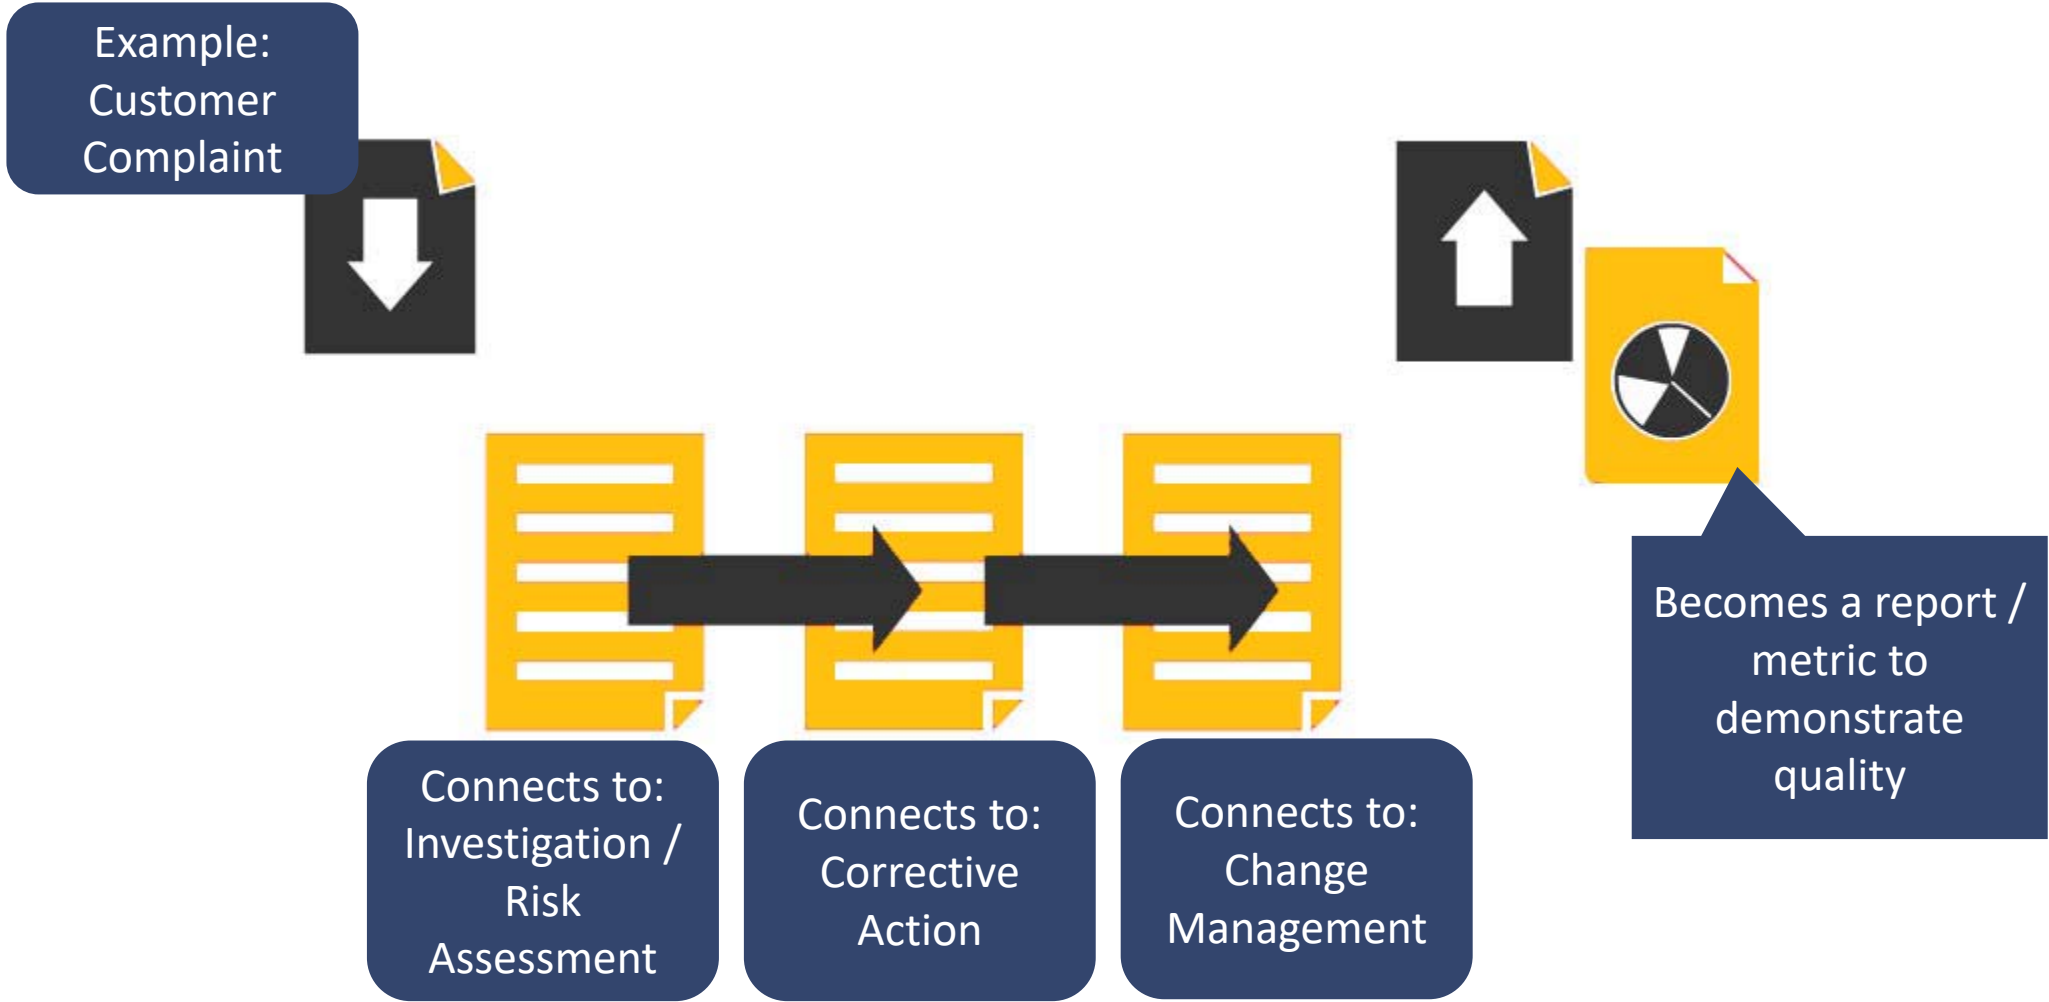 Example:
Customer
Complaint
Connects to:
Investigation /
Risk
Assessment
Connects to:
Corrective
Action
Connects to:
Change
Management
Becomes a report /
metric to
demonstrate
quality